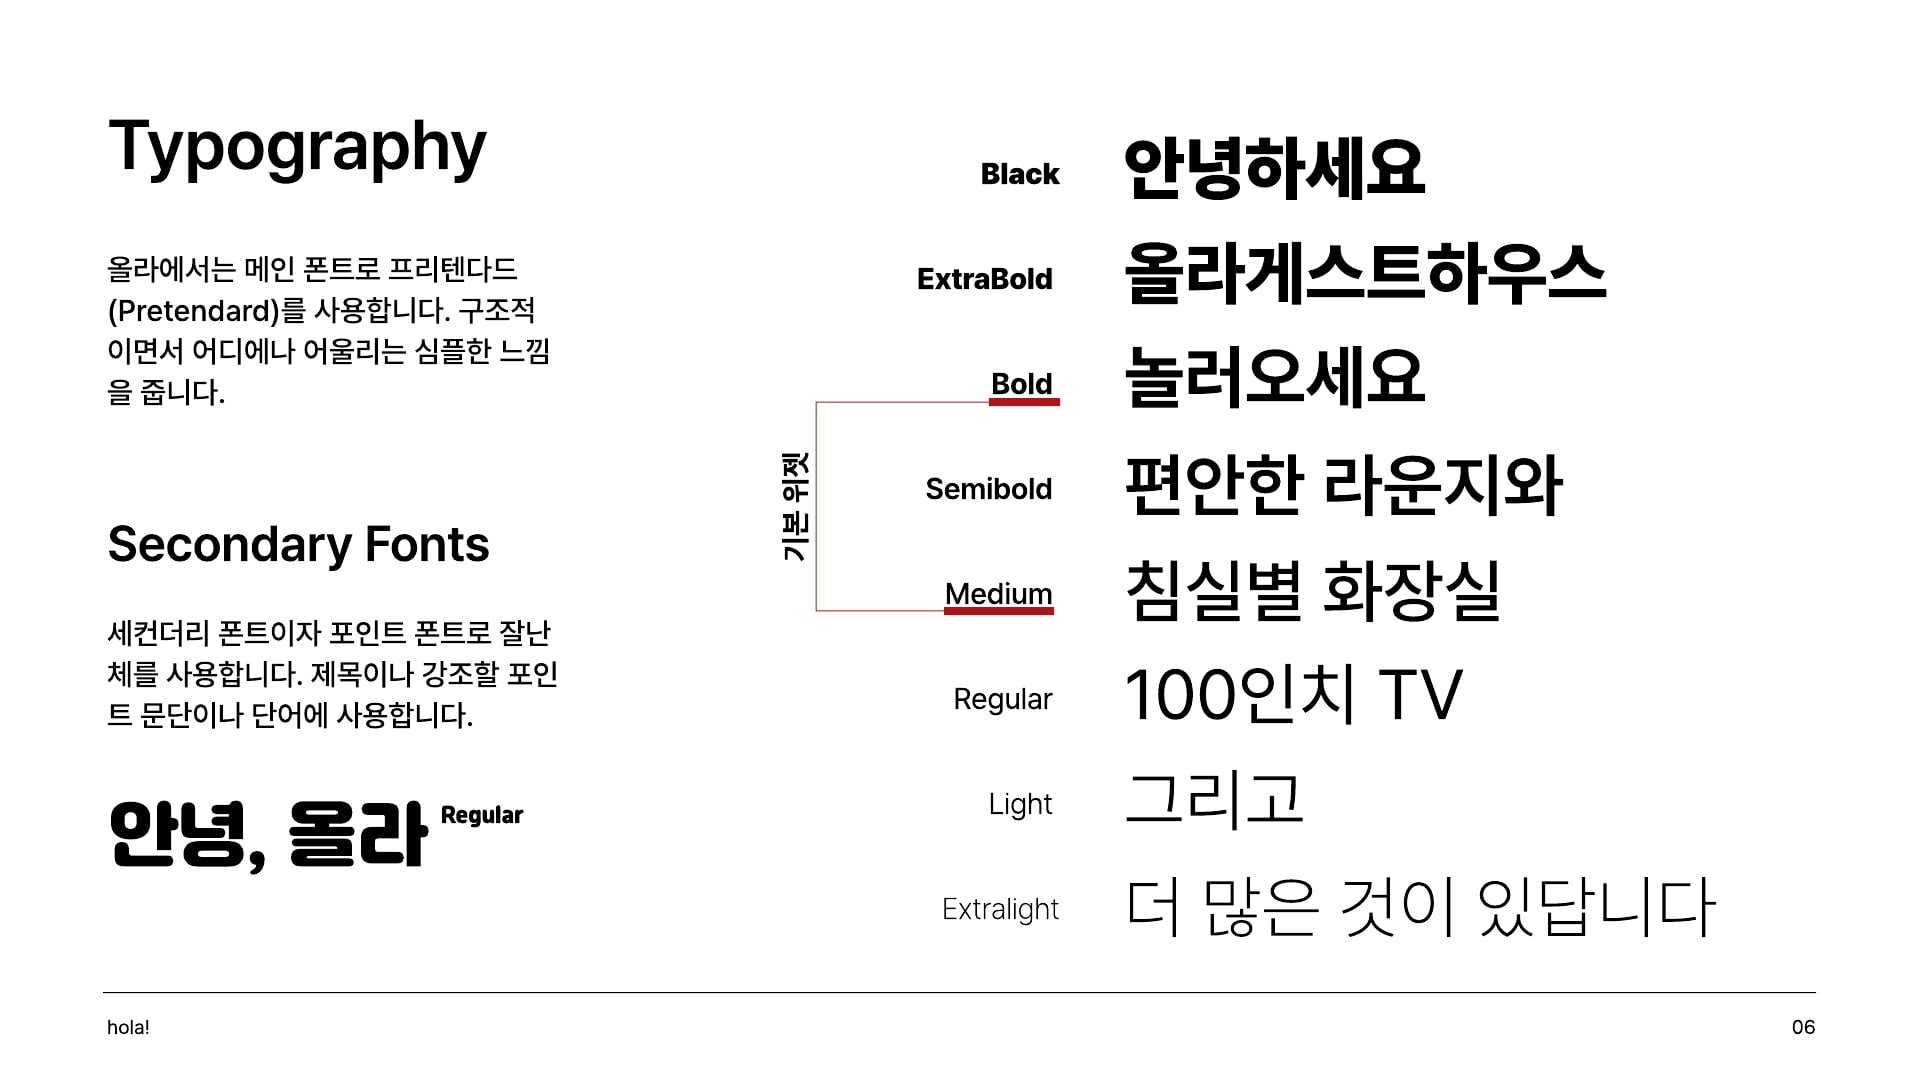 Typography
올라에서는 메인 폰트로 프리텐다드
(Pretendard)를 사용합니다. 구조적
이면서 어디에나 어울리는 심플한 느낌
을 줍니다.
Secondary Fonts
세컨더리 폰트이자 포인트 폰트로 잘난
체를 사용합니다. 제목이나 강조할 포인
트 문단이나 단어에 사용합니다.
안녕, 올라 Regular
Black 안녕하세요
ExtraBold 올라게스트하우스
Bold 놀러오세요
기본 위젯
Semibold 편안한 라운지와
Medium 침실별 화장실
Regular 100인치 TV
Light 그리고
Extralight 더 많은 것이 있답니다
hola!
06